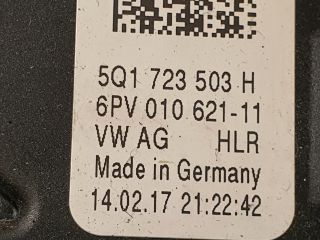 5Q1 723 503 H
6PV 010 621-11
VW AG HLR
Made in Germany
14.02.17 21:22:42